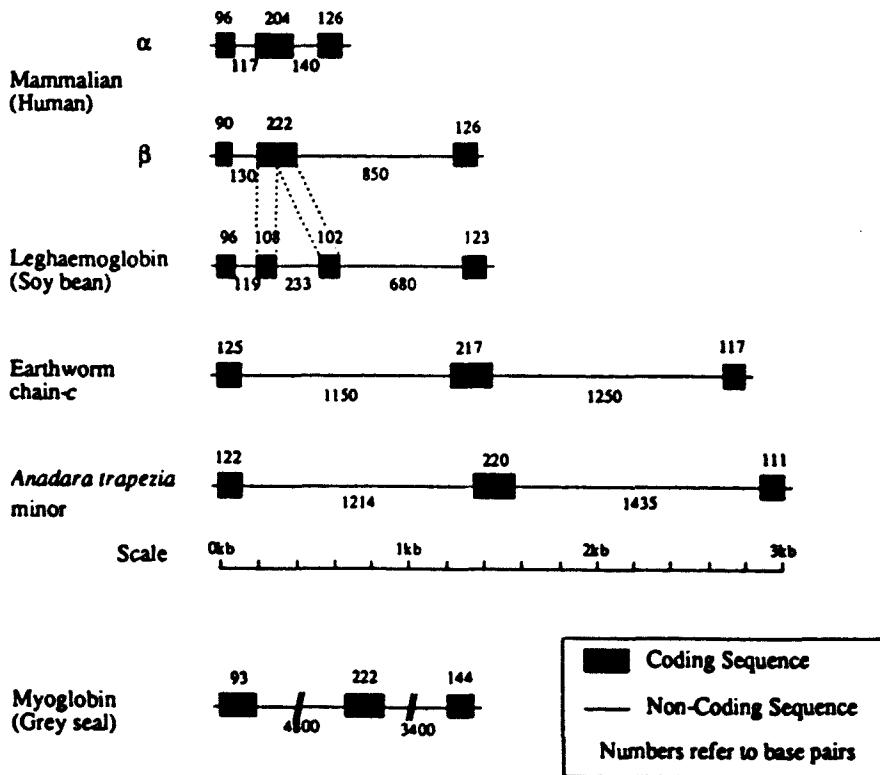 96 204 126
α
117 140
Mammalian
(Human)
90 222 126
β
130 850
96 108 102 123
Leghaemoglobin
(Soy bean)
119 233 680
125 217 117
Earthworm
chain-c
1150 1250
122 220 111
Anadara trapezia
minor
1214 1435
Scale
0kb 1kb 2kb 3kb
93 222 144
Myoglobin
(Grey seal)
4800 3400
Coding Sequence
Non-Coding Sequence
Numbers refer to base pairs